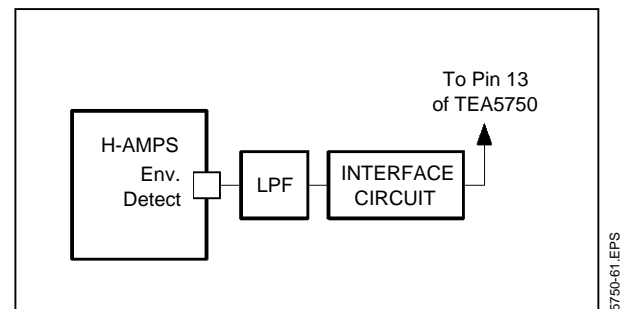 To Pin 13
of TEA5750
H-AMPS
Env.
Detect
LPF
INTERFACE
CIRCUIT
5750-61.EPS